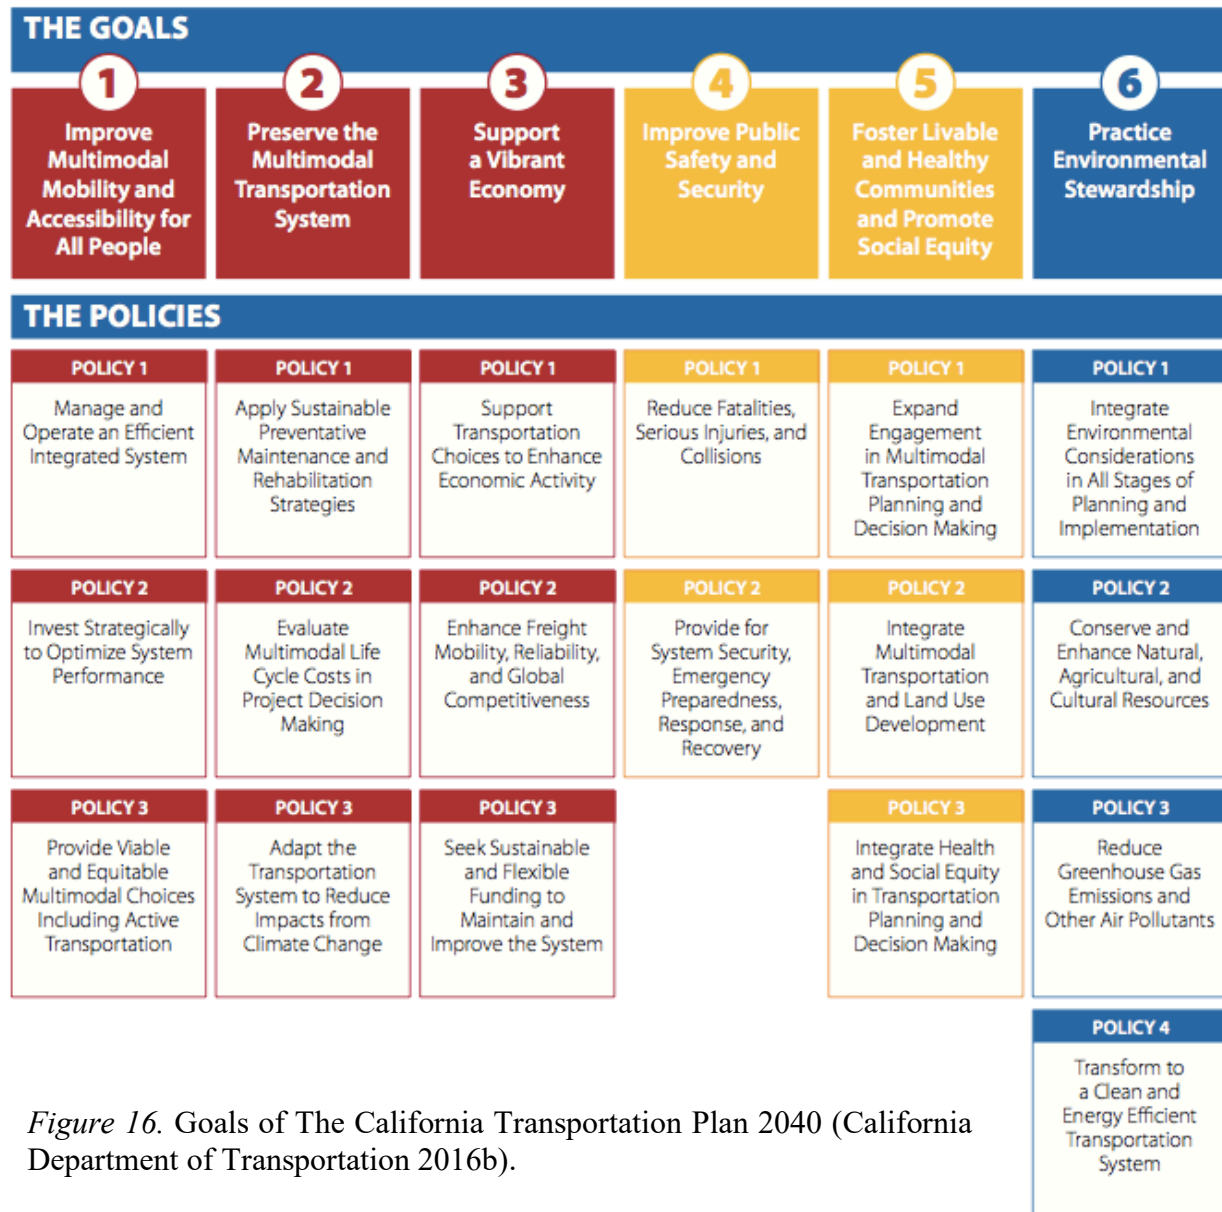 THE GOALS
1
Improve
Multimodal
Mobility and
Accessibility for
All People
2
Preserve the
Multimodal
Transportation
System
3
Support
a Vibrant
Economy
4
Improve Public
Safety and
Security
5
Foster Livable
and Healthy
Communities
and Promote
Social Equity
6
Practice
Environmental
Stewardship
THE POLICIES
POLICY 1
Manage and
Operate an Efficient
Integrated System
POLICY 1
Apply Sustainable
Preventative
Maintenance and
Rehabilitation
Strategies
POLICY 1
Support
Transportation
Choices to Enhance
Economic Activity
POLICY 1
Reduce Fatalities,
Serious Injuries, and
Collisions
POLICY 1
Expand
Engagement
in Multimodal
Transportation
Planning and
Decision Making
POLICY 1
Integrate
Environmental
Considerations
in All Stages of
Planning and
Implementation
POLICY 2
Invest Strategically
to Optimize System
Performance
POLICY 2
Evaluate
Multimodal Life
Cycle Costs in
Project Decision
Making
POLICY 2
Enhance Freight
Mobility, Reliability,
and Global
Competitiveness
POLICY 2
Provide for
System Security,
Emergency
Preparedness,
Response, and
Recovery
POLICY 2
Integrate
Multimodal
Transportation
and Land Use
Development
POLICY 2
Conserve and
Enhance Natural,
Agricultural, and
Cultural Resources
POLICY 3
Provide Viable
and Equitable
Multimodal Choices
Including Active
Transportation
POLICY 3
Adapt the
Transportation
System to Reduce
Impacts from
Climate Change
POLICY 3
Seek Sustainable
and Flexible
Funding to
Maintain and
Improve the System
POLICY 3
Integrate Health
and Social Equity
in Transportation
Planning and
Decision Making
POLICY 3
Reduce
Greenhouse Gas
Emissions and
Other Air Pollutants
POLICY 4
Transform to
a Clean and
Energy Efficient
Transportation
System
Figure 16. Goals of The California Transportation Plan 2040 (California
Department of Transportation 2016b).